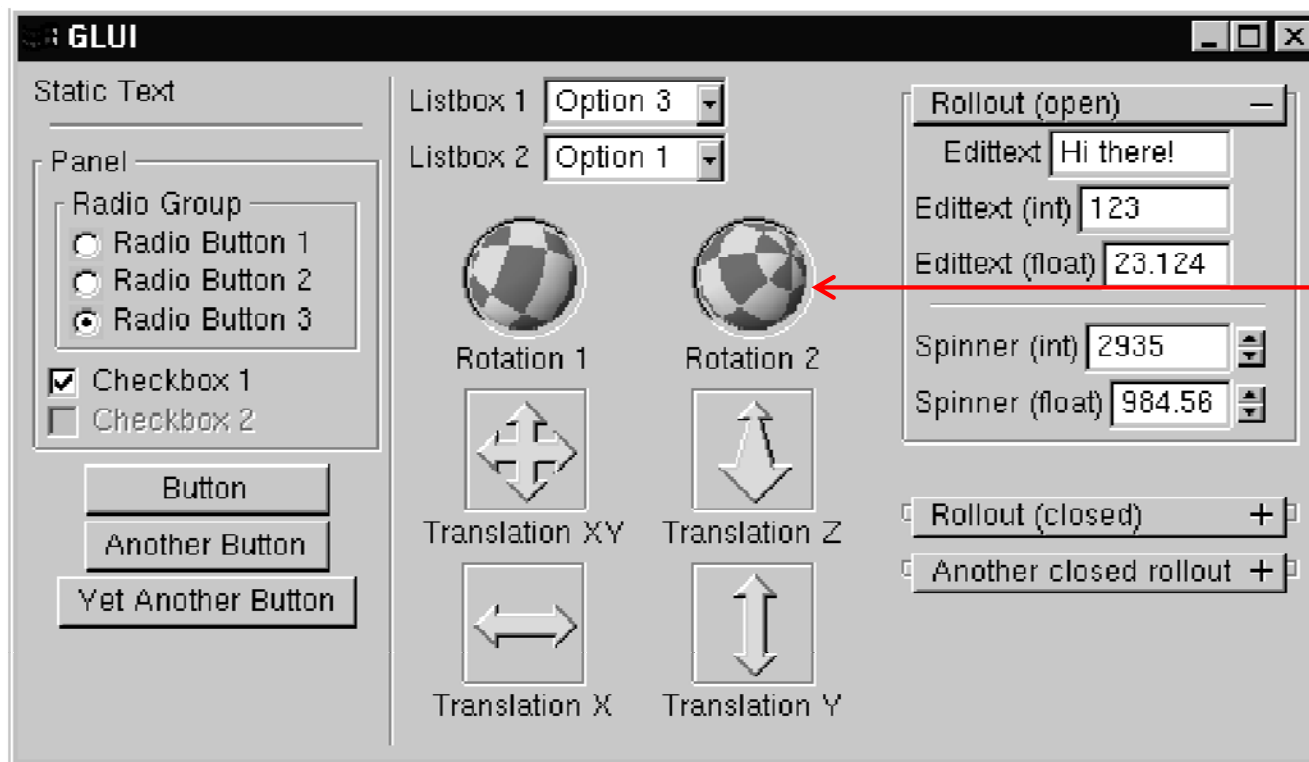 GLUI
Static Text
Panel
Radio Group
Radio Button 1
Radio Button 2
Radio Button 3
Checkbox 1
Checkbox 2
Button
Another Button
Yet Another Button
Listbox 1 Option 3
Listbox 2 Option 1
Rotation 1 Rotation 2
Translation XY Translation Z
Translation X Translation Y
Rollout (open)
Edittext Hi there!
Edittext (int) 123
Edittext (float) 23.124
Spinner (int) 2935
Spinner (float) 984.56
Rollout (closed)
Another closed rollout